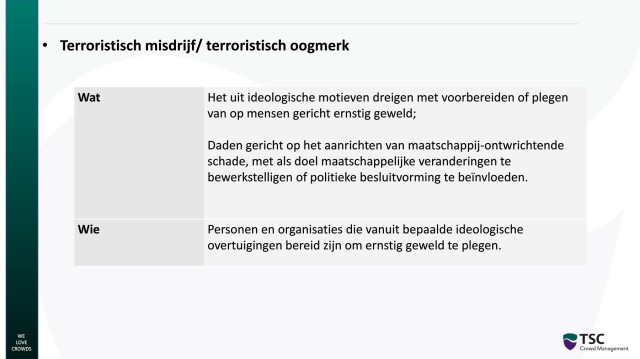 • Terroristisch misdrijf/ terroristisch oogmerk
Wat
Het uit ideologische motieven dreigen met voorbereiden of plegen
van op mensen gericht ernstig geweld;
Daden gericht op het aanrichten van maatschappij-ontwrichtende
schade, met als doel maatschappelijke veranderingen te
bewerkstelligen of politieke besluitvorming te beïnvloeden.
Wie
Personen en organisaties die vanuit bepaalde ideologische
overtuigingen bereid zijn om ernstig geweld te plegen.
WE
LOVE
CROWDS
TSC
Crowd Management